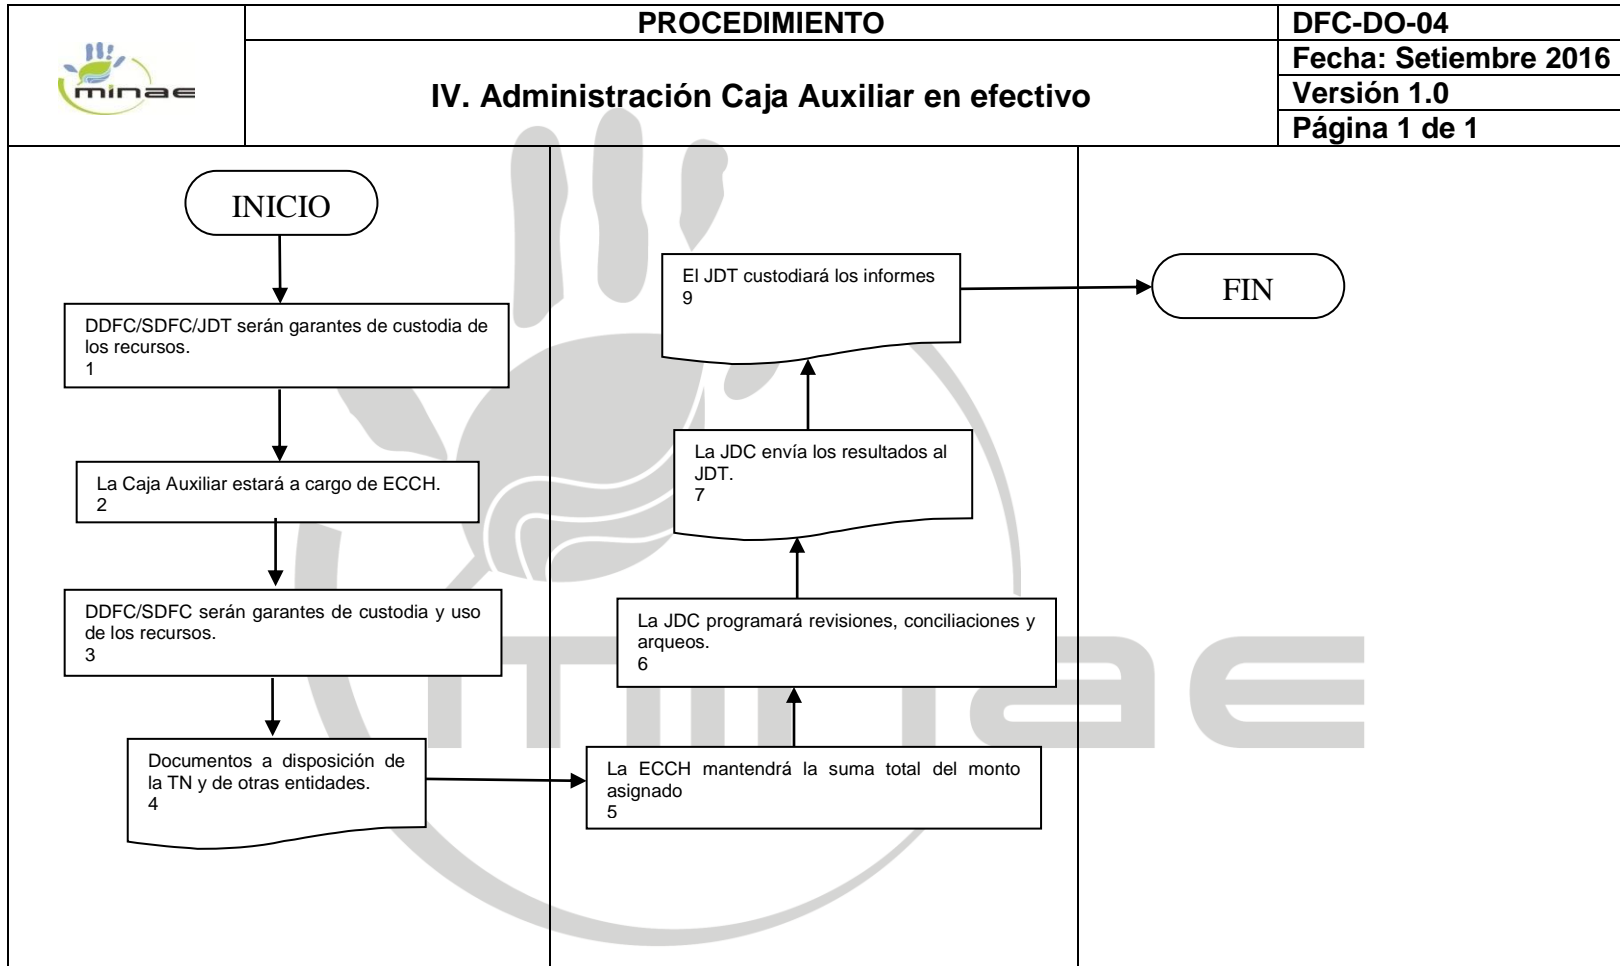 minae
PROCEDIMIENTO
IV. Administración Caja Auxiliar en efectivo
DFC-DO-04
Fecha: Setiembre 2016
Versión 1.0
Página 1 de 1
INICIO
DDFC/SDFC/JDT serán garantes de custodia de
los recursos.
1
La Caja Auxiliar estará a cargo de ECCH.
2
DDFC/SDFC serán garantes de custodia y uso
de los recursos.
3
Documentos a disposición de
la TN y de otras entidades.
4
La ECCH mantendrá la suma total del monto
asignado
5
La JDC programará revisiones, conciliaciones y
arqueos.
6
La JDC envía los resultados al
JDT.
7
El JDT custodiará los informes
9
FIN
minae